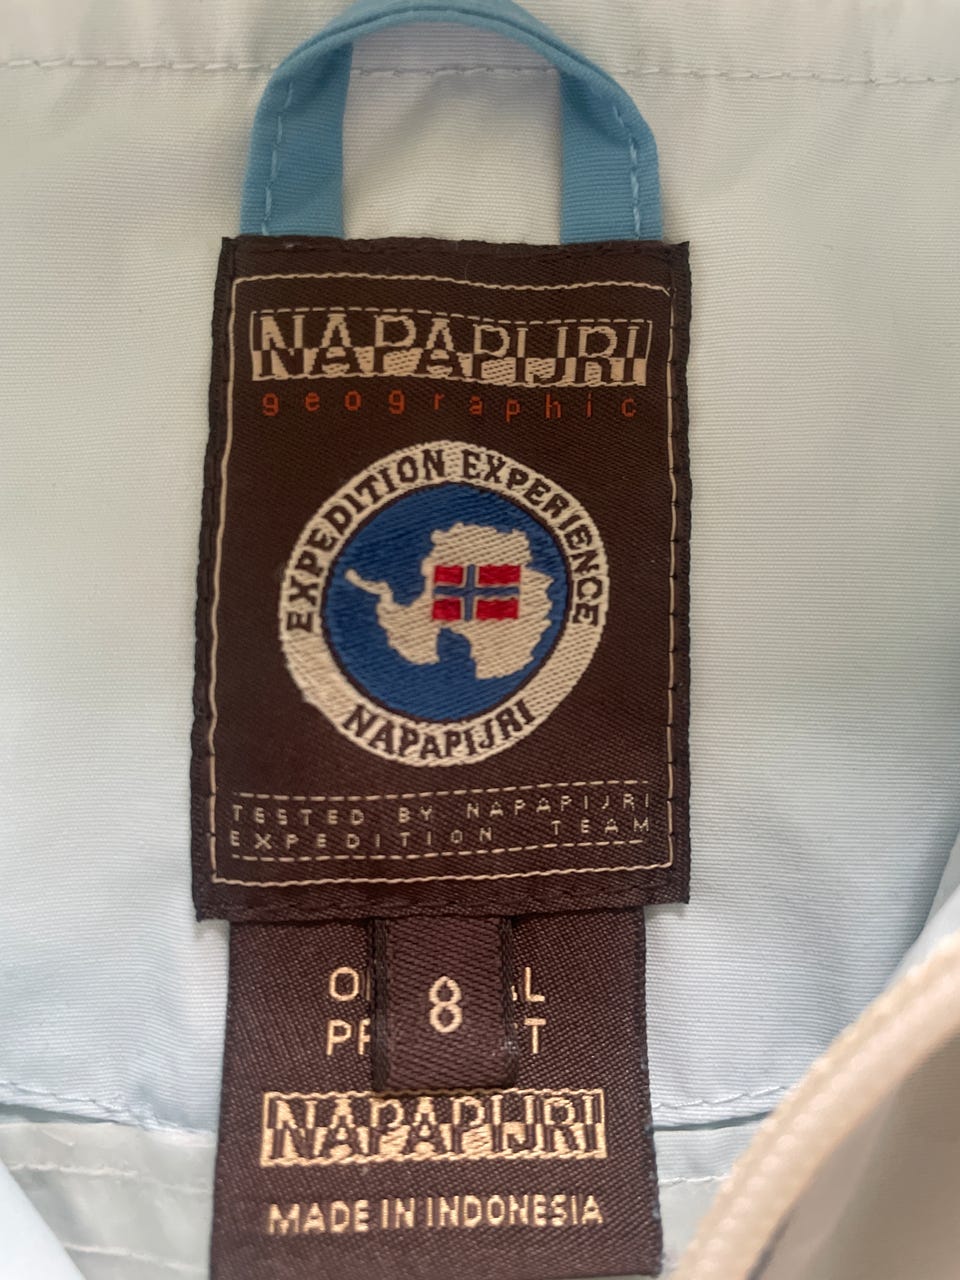 NAPAPIJRI
geographic
EXPEDITION EXPERIENCE
NAPAPIJRI
TESTED BY NAPAPIJRI
EXPEDITION TEAM
8
NAPAPIJRI
MADE IN INDONESIA